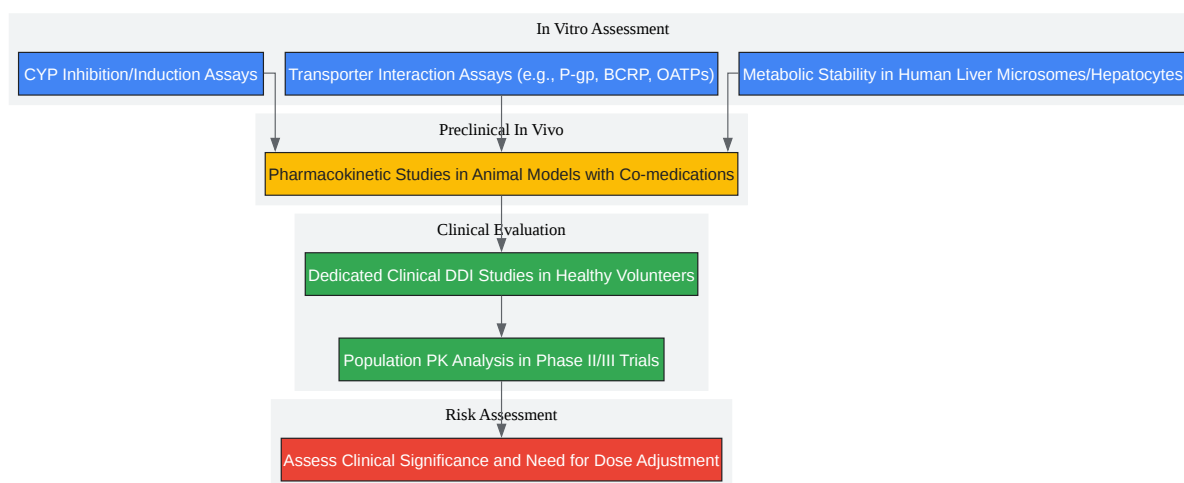 In Vitro Assessment
CYP Inhibition/Induction Assays
Transporter Interaction Assays (e.g., P-gp, BCRP, OATPs)
Metabolic Stability in Human Liver Microsomes/Hepatocytes
Preclinical In Vivo
Pharmacokinetic Studies in Animal Models with Co-medications
Clinical Evaluation
Dedicated Clinical DDI Studies in Healthy Volunteers
Population PK Analysis in Phase II/III Trials
Risk Assessment
Assess Clinical Significance and Need for Dose Adjustment